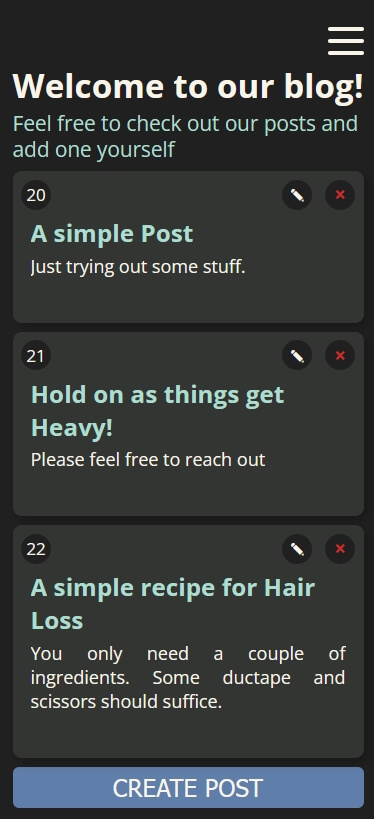 Welcome to our blog!
Feel free to check out our posts and
add one yourself
20
A simple Post
Just trying out some stuff.
21
Hold on as things get
Heavy!
Please feel free to reach out
22
A simple recipe for Hair
Loss
You only need a couple of
ingredients. Some ductape and
scissors should suffice.
CREATE POST